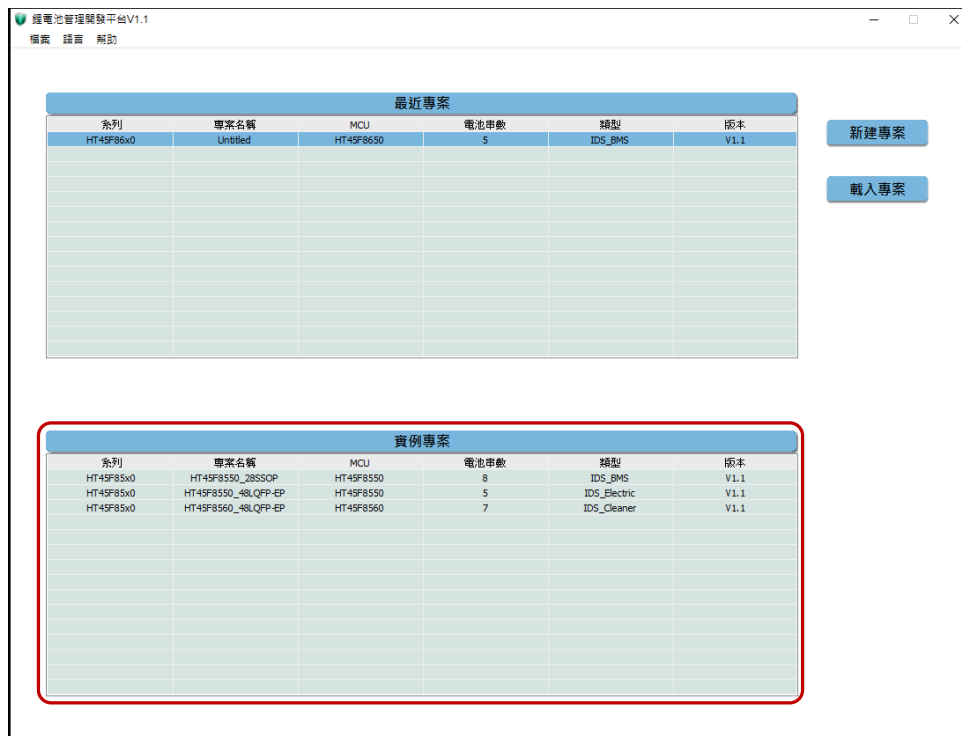 鋰電池管理開發平台V1.1
檔案 語言 幫助
最近專案
系列 專案名稱 MCU 電池串數 類型 版本
HT45F86x0 Untitled HT45F8650 5 IDS_BMS V1.1
新建專案
載入專案
實例專案
系列 專案名稱 MCU 電池串數 類型 版本
HT45F85x0 HT45F8550_28SSOP HT45F8550 8 IDS_BMS V1.1
HT45F85x0 HT45F8550_48LQFP-EP HT45F8550 5 IDS_Electric V1.1
HT45F85x0 HT45F8560_48LQFP-EP HT45F8560 7 IDS_Cleaner V1.1